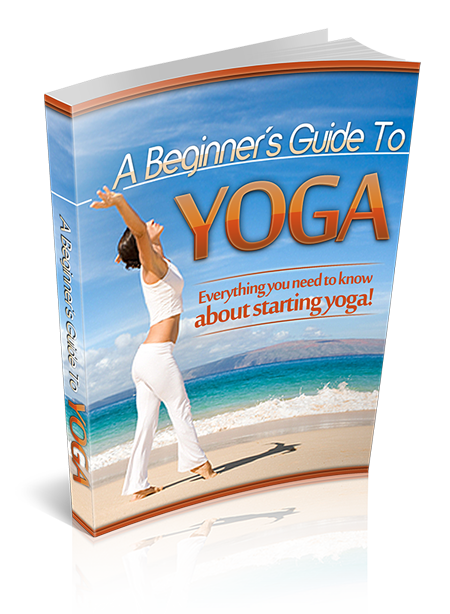 A Beginner's Guide To
YOGA
Everything you need to know
about starting yoga!
A Beginner's Guide To YOGA